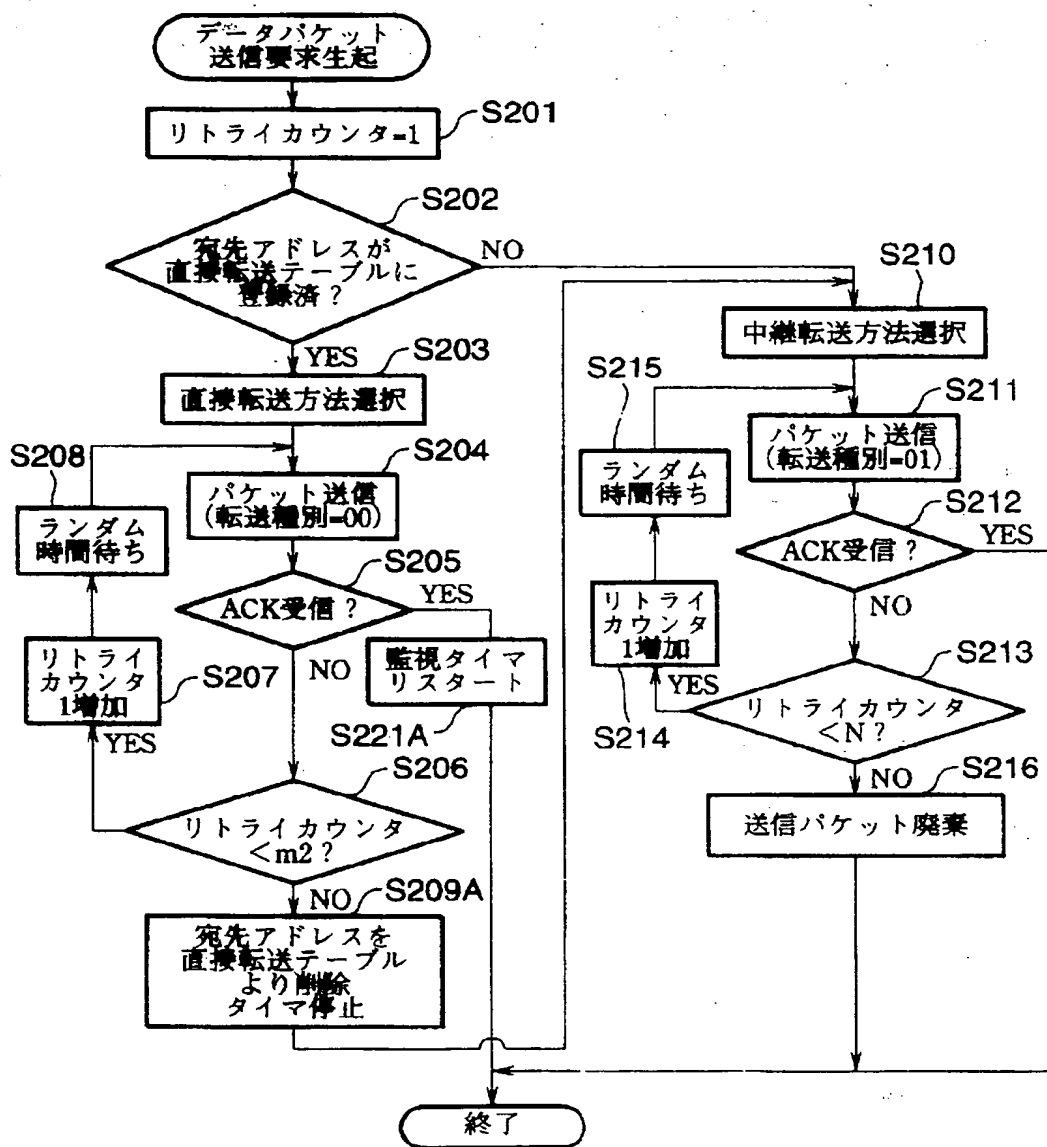 データパケット
送信要求生起
S201
リトライカウンタ=1
S202
宛先アドレスが
直接転送テーブルに
登録済?
NO
YES
S203
直接転送方法選択
S204
パケット送信
(転送種別=00)
S205
ACK受信?
YES
NO
監視タイマ
リスタート
S221A
S206
リトライカウンタ
<m2?
YES
リトライ
カウンタ
1増加
S207
ランダム
時間待ち
S208
NO
S209A
宛先アドレスを
直接転送テーブル
より削除
タイマ停止
S210
中継転送方法選択
S211
パケット送信
(転送種別=01)
S212
ACK受信?
YES
NO
S213
リトライカウンタ
<N?
YES
リトライ
カウンタ
1増加
S214
ランダム
時間待ち
S215
NO
S216
送信パケット廃棄
終了